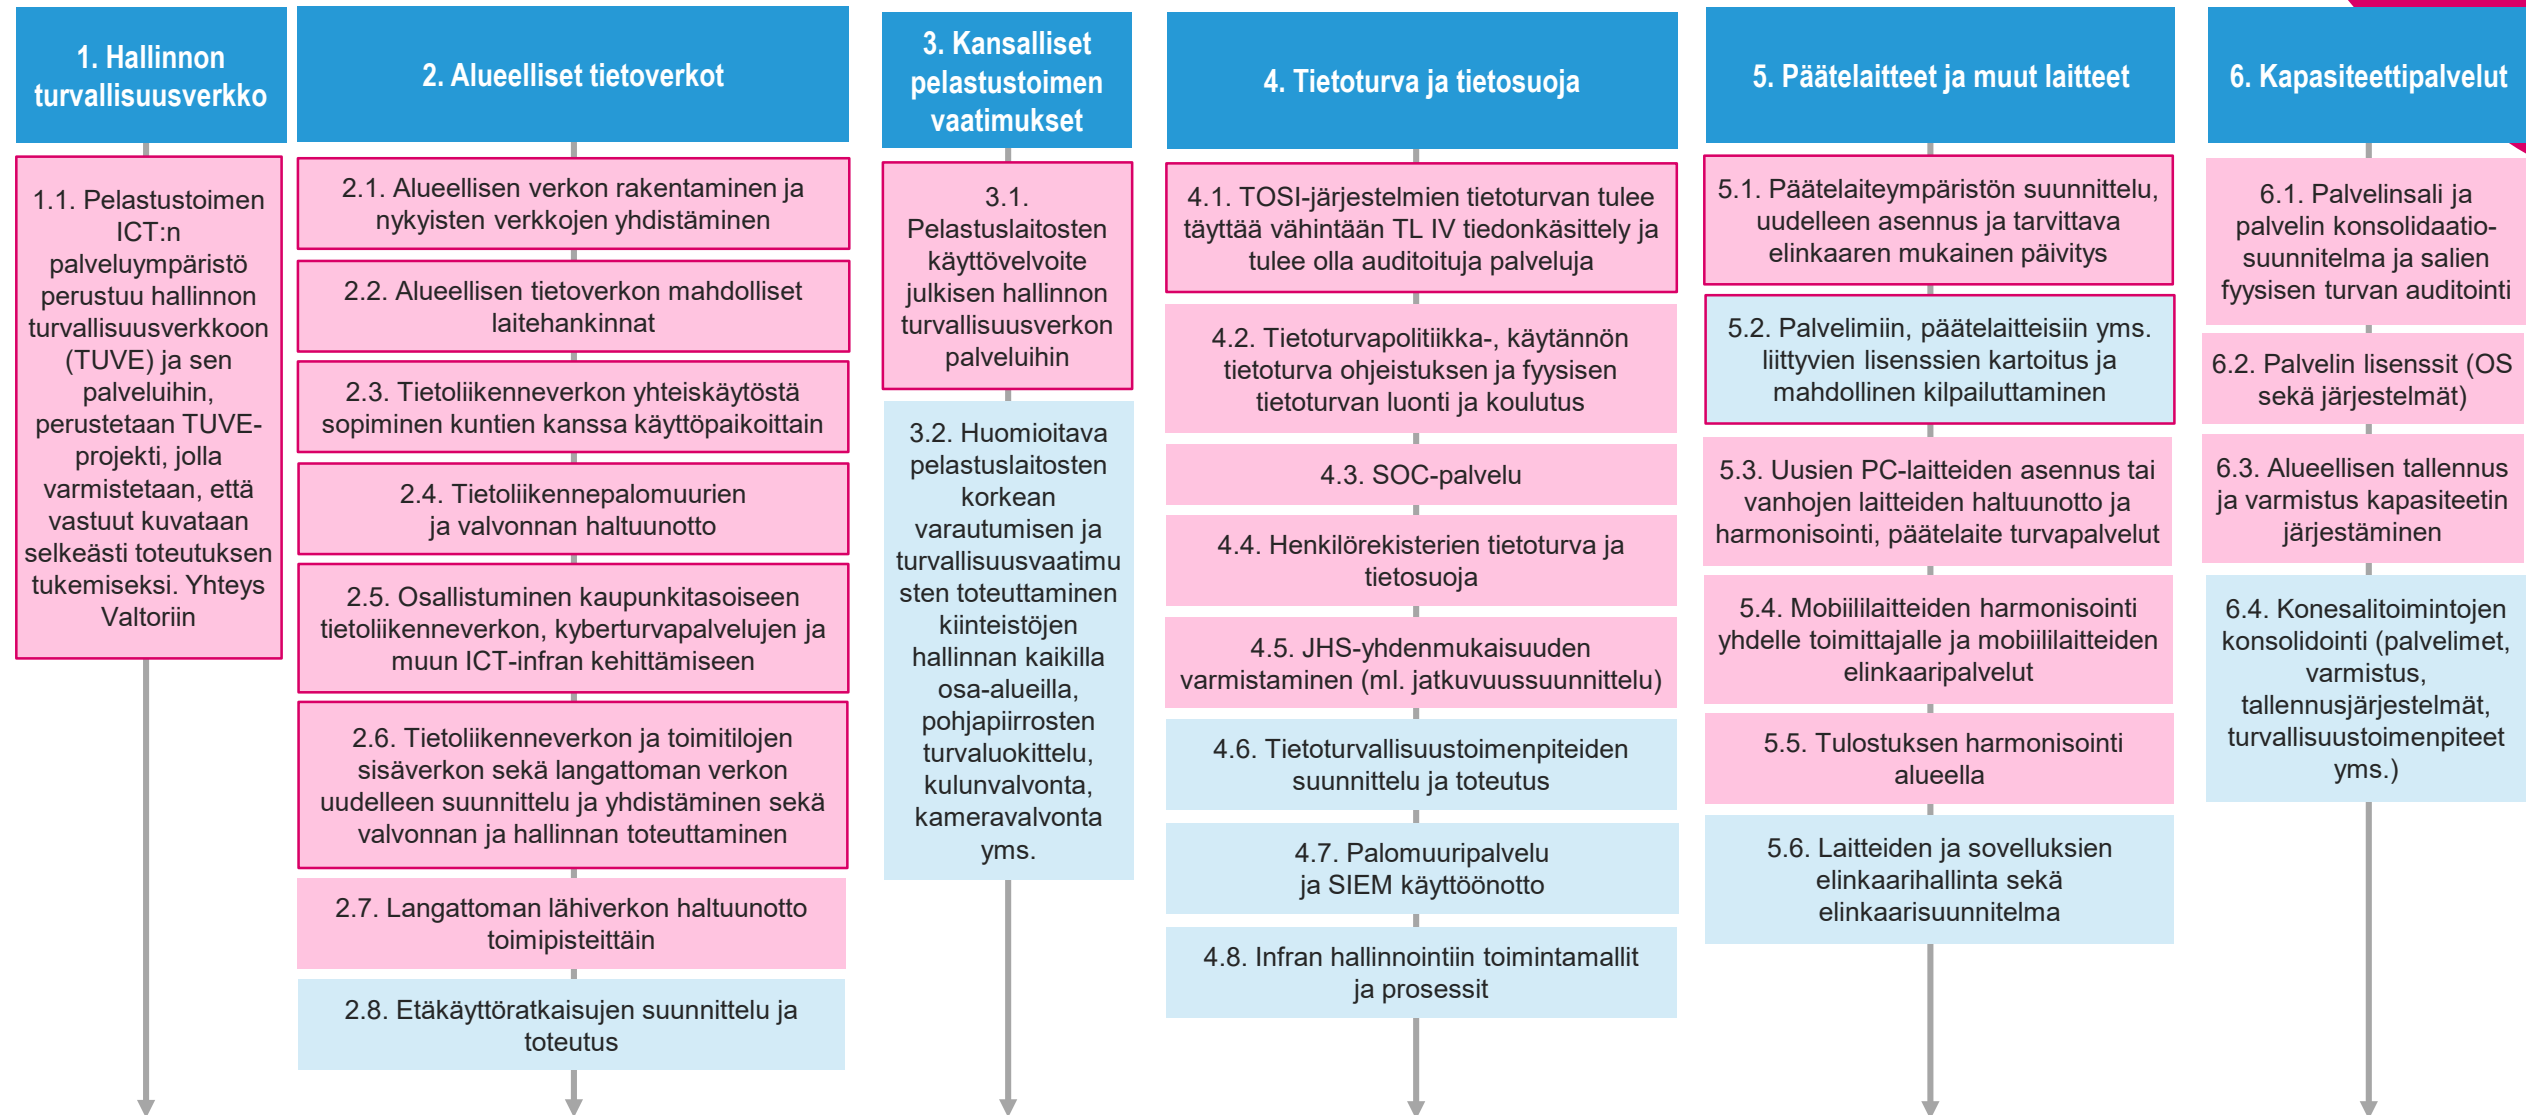 1. Hallinnon
turvallisuusverkko
1.1. Pelastustoimen
ICT:n
palveluympäristö
perustuu hallinnon
turvallisuusverkkoon
(TUVE) ja sen
palveluihin,
perustetaan TUVE-
projekti, jolla
varmistetaan, että
vastuut kuvataan
selkeästi toteutuksen
tukemiseksi. Yhteys
Valtoriin
2. Alueelliset tietoverkot
2.1. Alueellisen verkon rakentaminen ja
nykyisten verkkojen yhdistäminen
2.2. Alueellisen tietoverkon mahdolliset
laitehankinnat
2.3. Tietoliikenneverkon yhteiskäytöstä
sopiminen kuntien kanssa käyttöpaikoittain
2.4. Tietoliikennepalomuurien
ja valvonnan haltuunotto
2.5. Osallistuminen kaupunkitasoiseen
tietoliikenneverkon, kyberturvapalvelujen ja
muun ICT-infran kehittämiseen
2.6. Tietoliikenneverkon ja toimitilojen
sisäverkon sekä langattoman verkon
uudelleen suunnittelu ja yhdistäminen sekä
valvonnan ja hallinnan toteuttaminen
2.7. Langattoman lähiverkon haltuunotto
toimipisteittäin
2.8. Etäkäyttöratkaisujen suunnittelu ja
toteutus
3. Kansalliset
pelastustoimen
vaatimukset
3.1.
Pelastuslaitosten
käyttövelvoite
julkisen hallinnon
turvallisuusverkon
palveluihin
3.2. Huomioitava
pelastuslaitosten
korkean
varautumisen ja
turvallisuusvaatimu
sten toteuttaminen
kiinteistöjen
hallinnan kaikilla
osa-alueilla,
pohjapiirrosten
turvaluokittelu,
kulunvalvonta,
kameravalvonta
yms.
4. Tietoturva ja tietosuoja
4.1. TOSI-järjestelmien tietoturvan tulee
täyttää vähintään TL IV tiedonkäsittely ja
tulee olla auditoituja palveluja
4.2. Tietoturvapolitiikka-, käytännön
tietoturva ohjeistuksen ja fyysisen
tietoturvan luonti ja koulutus
4.3. SOC-palvelu
4.4. Henkilörekisterien tietoturva ja
tietosuoja
4.5. JHS-yhdenmukaisuuden
varmistaminen (ml. jatkuvuussuunnittelu)
4.6. Tietoturvallisuustoimenpiteiden
suunnittelu ja toteutus
4.7. Palomuuripalvelu
ja SIEM käyttöönotto
4.8. Infran hallinnointiin toimintamallit
ja prosessit
5. Päätelaitteet ja muut laitteet
5.1. Päätelaiteympäristön suunnittelu,
uudelleen asennus ja tarvittava
elinkaaren mukainen päivitys
5.2. Palvelimiin, päätelaitteisiin yms.
liittyvien lisenssien kartoitus ja
mahdollinen kilpailuttaminen
5.3. Uusien PC-laitteiden asennus tai
vanhojen laitteiden haltuunotto ja
harmonisointi, päätelaite turvapalvelut
5.4. Mobiililaitteiden harmonisointi
yhdelle toimittajalle ja mobiililaitteiden
elinkaaripalvelut
5.5. Tulostuksen harmonisointi
alueella
5.6. Laitteiden ja sovelluksien
elinkaarihallinta sekä
elinkaarisuunnitelma
6. Kapasiteettipalvelut
6.1. Palvelinsali ja
palvelin konsolidaatio-
suunnitelma ja salien
fyysisen turvan auditointi
6.2. Palvelin lisenssit (OS
sekä järjestelmät)
6.3. Alueellisen tallennus
ja varmistus kapasiteetin
järjestäminen
6.4. Konesalitoimintojen
konsolidointi (palvelimet,
varmistus,
tallennusjärjestelmät,
turvallisuustoimenpiteet
yms.)